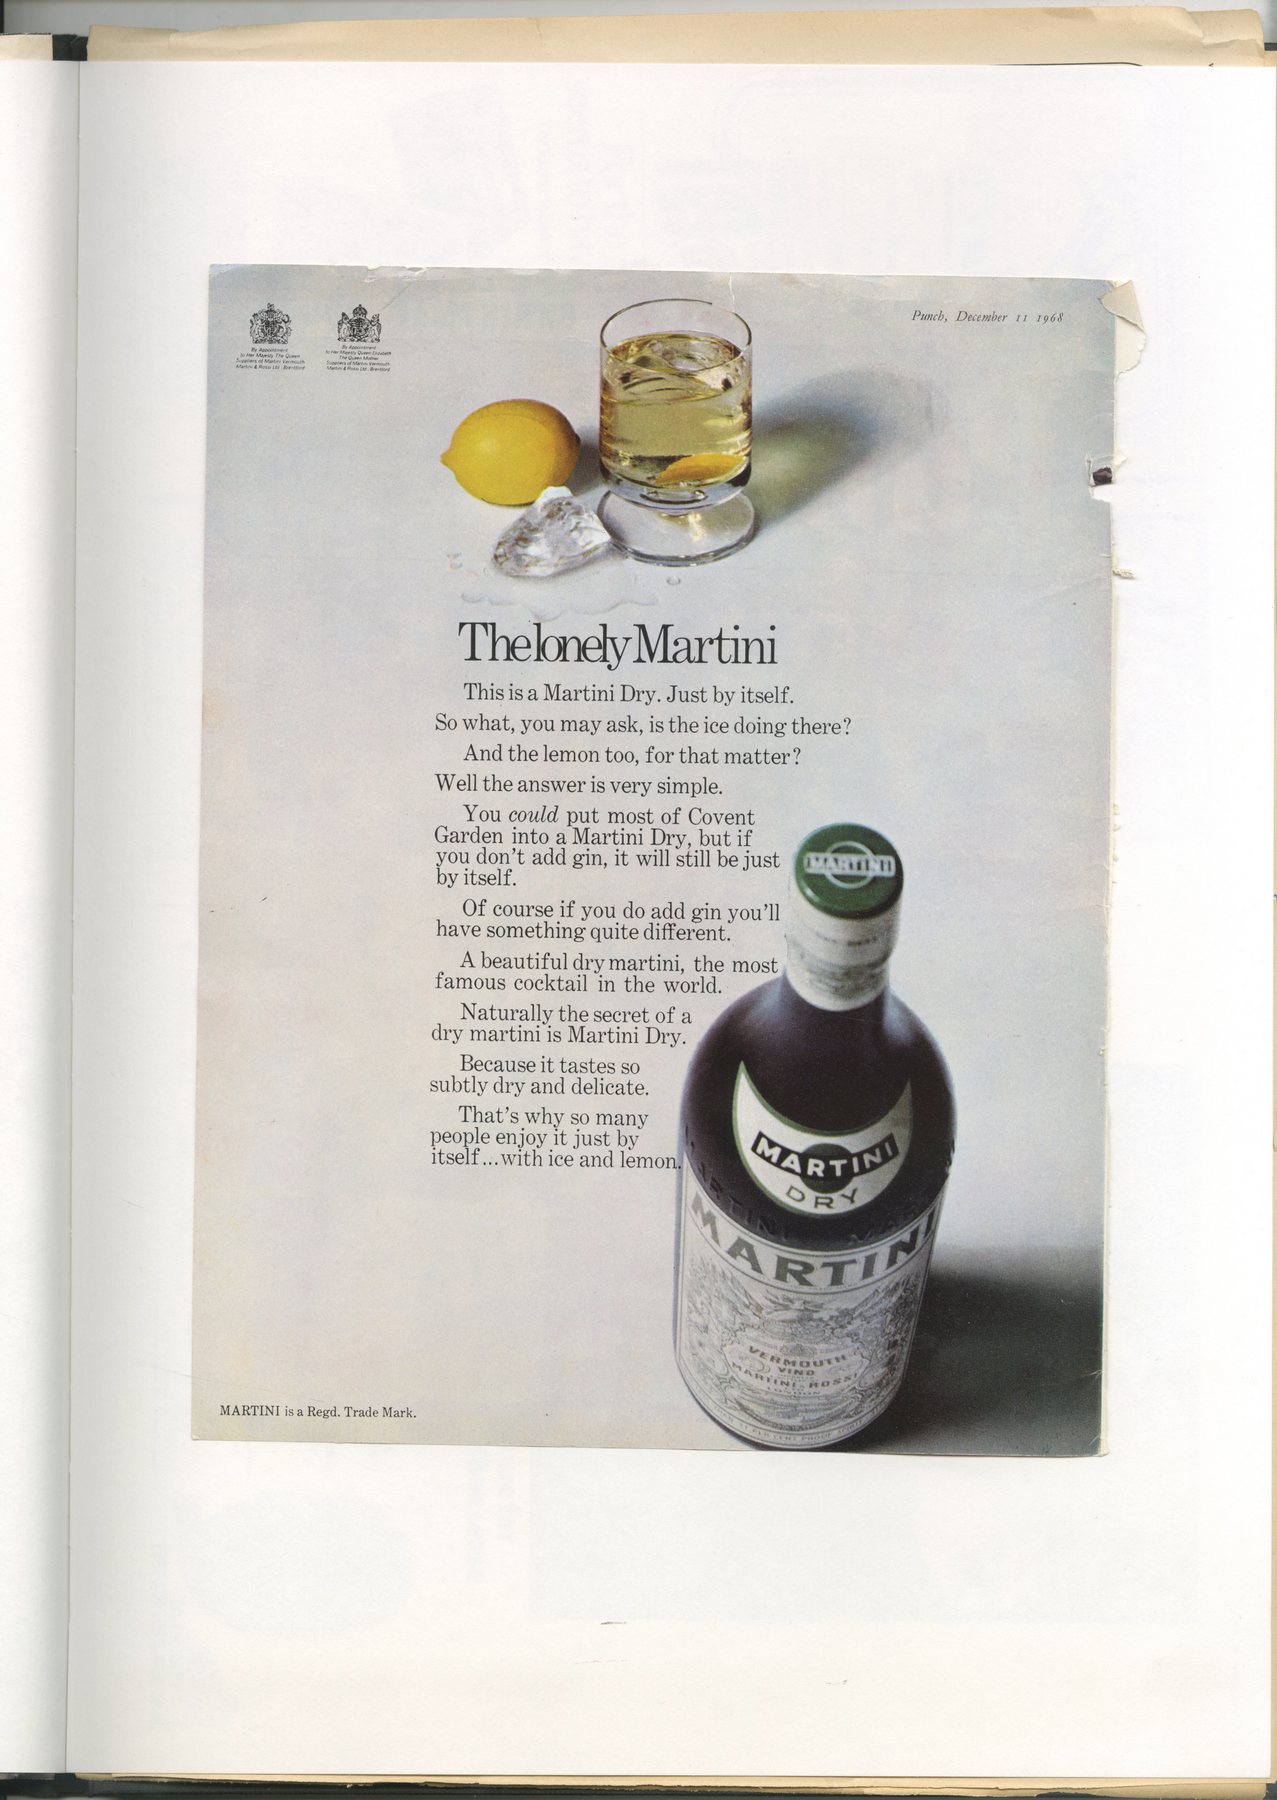 By Appointment
to Her Majesty The Queen
Suppliers of Martini Vermouth
Martini & Rossi Ltd. Brentford
By Appointment
to Her Majesty Queen Elizabeth
The Queen Mother
Suppliers of Martini Vermouth
Martini & Rossi Ltd., Brentford
Punch, December 11 1968
The lonely Martini
This is a Martini Dry. Just by itself.
So what, you may ask, is the ice doing there?
And the lemon too, for that matter?
Well the answer is very simple.
You could put most of Covent
Garden into a Martini Dry, but if
you don't add gin, it will still be just
by itself.
Of course if you do add gin you'll
have something quite different.
A beautiful dry martini, the most
famous cocktail in the world.
Naturally the secret of a
dry martini is Martini Dry.
Because it tastes so
subtly dry and delicate.
That's why so many
people enjoy it just by
itself...with ice and lemon.
MARTINI
MARTINI
DRY
MARTINI
VERMOUTH
VINO
MARTINI & ROSSI
LONDON
MARTINI is a Regd. Trade Mark.